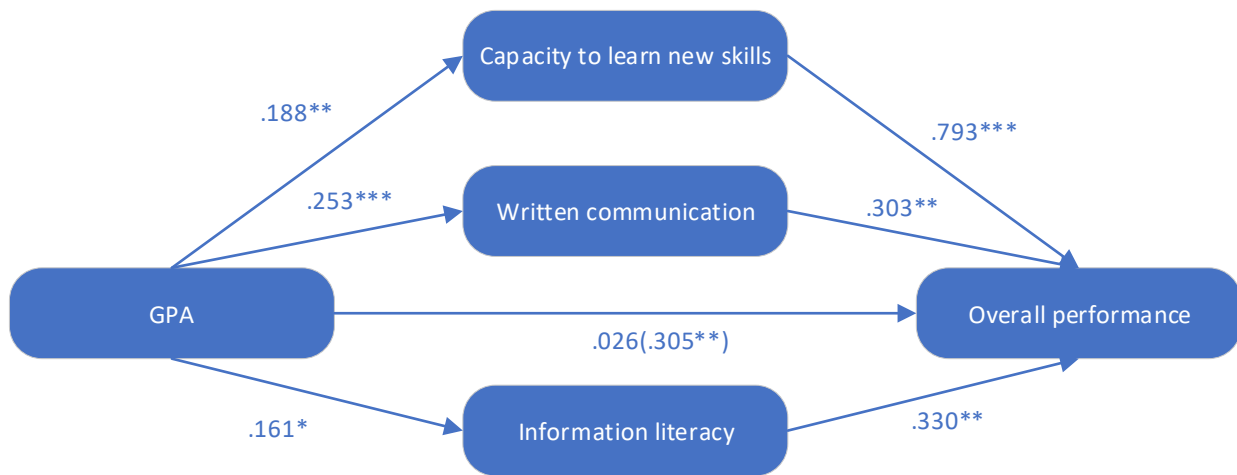 Capacity to learn new skills
.188**
.793***
.253***
Written communication
.303**
GPA
Overall performance
.026(.305**)
.161*
Information literacy
.330**